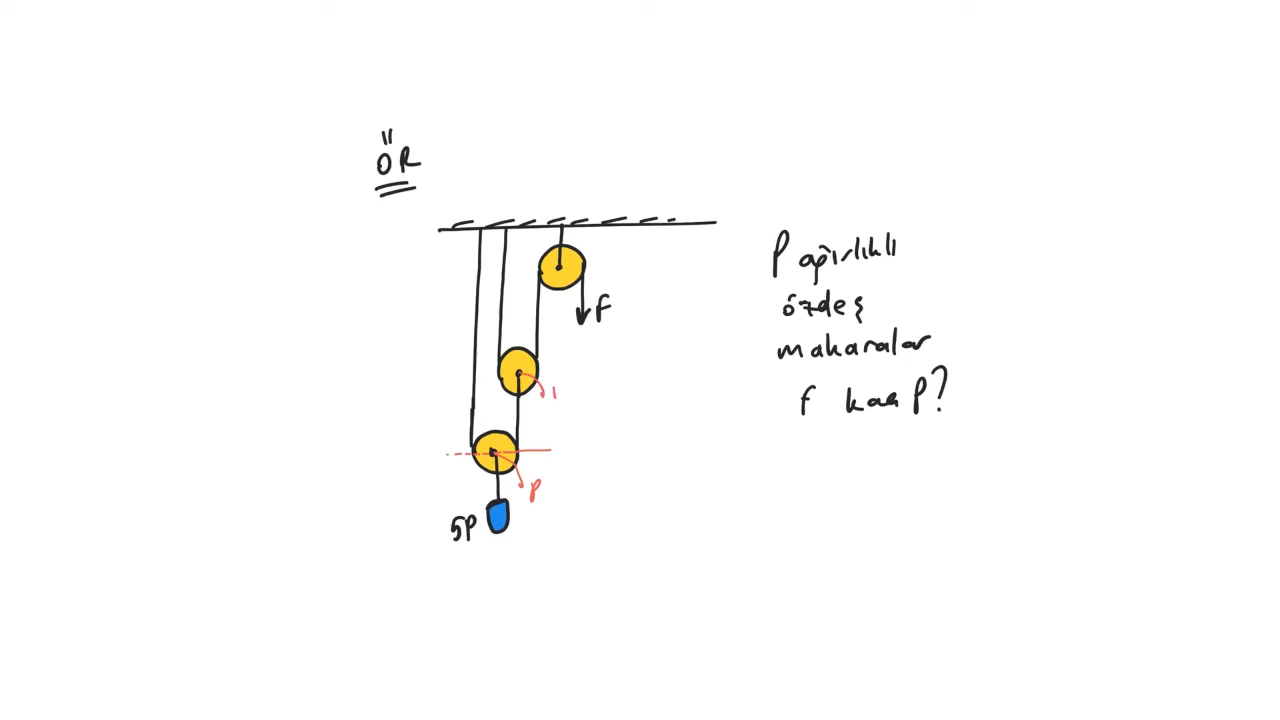 ÖR
F
P
5P
P ağırlıklı
özdeş
makaralar
f kaç P?